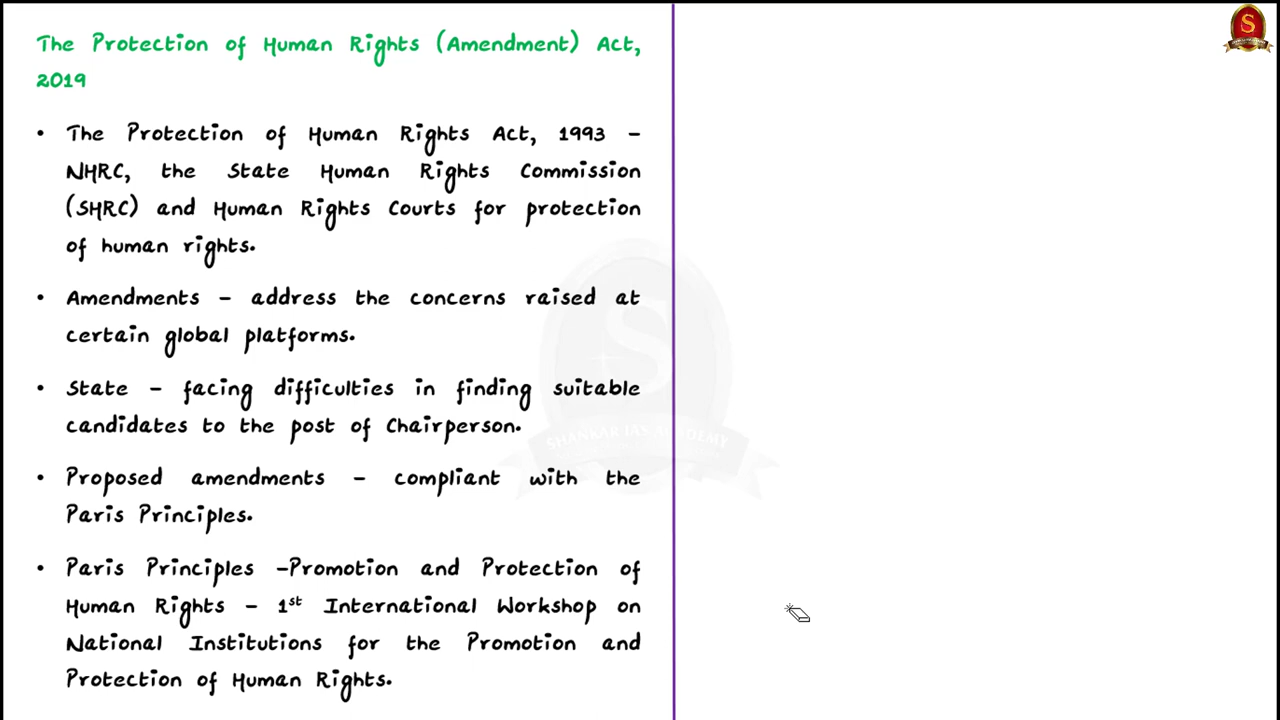 The Protection of Human Rights (Amendment) Act,
2019
• The Protection of Human Rights Act, 1993 -
NHRC, the State Human Rights Commission
(SHRC) and Human Rights Courts for protection
of human rights.
• Amendments - address the concerns raised at
certain global platforms.
• State - facing difficulties in finding suitable
candidates to the post of Chairperson.
• Proposed amendments - compliant with the
Paris Principles.
• Paris Principles -Promotion and Protection of
Human Rights - 1st International Workshop on
National Institutions for the Promotion and
Protection of Human Rights.
S
S
SHANKAR IAS ACADEMY